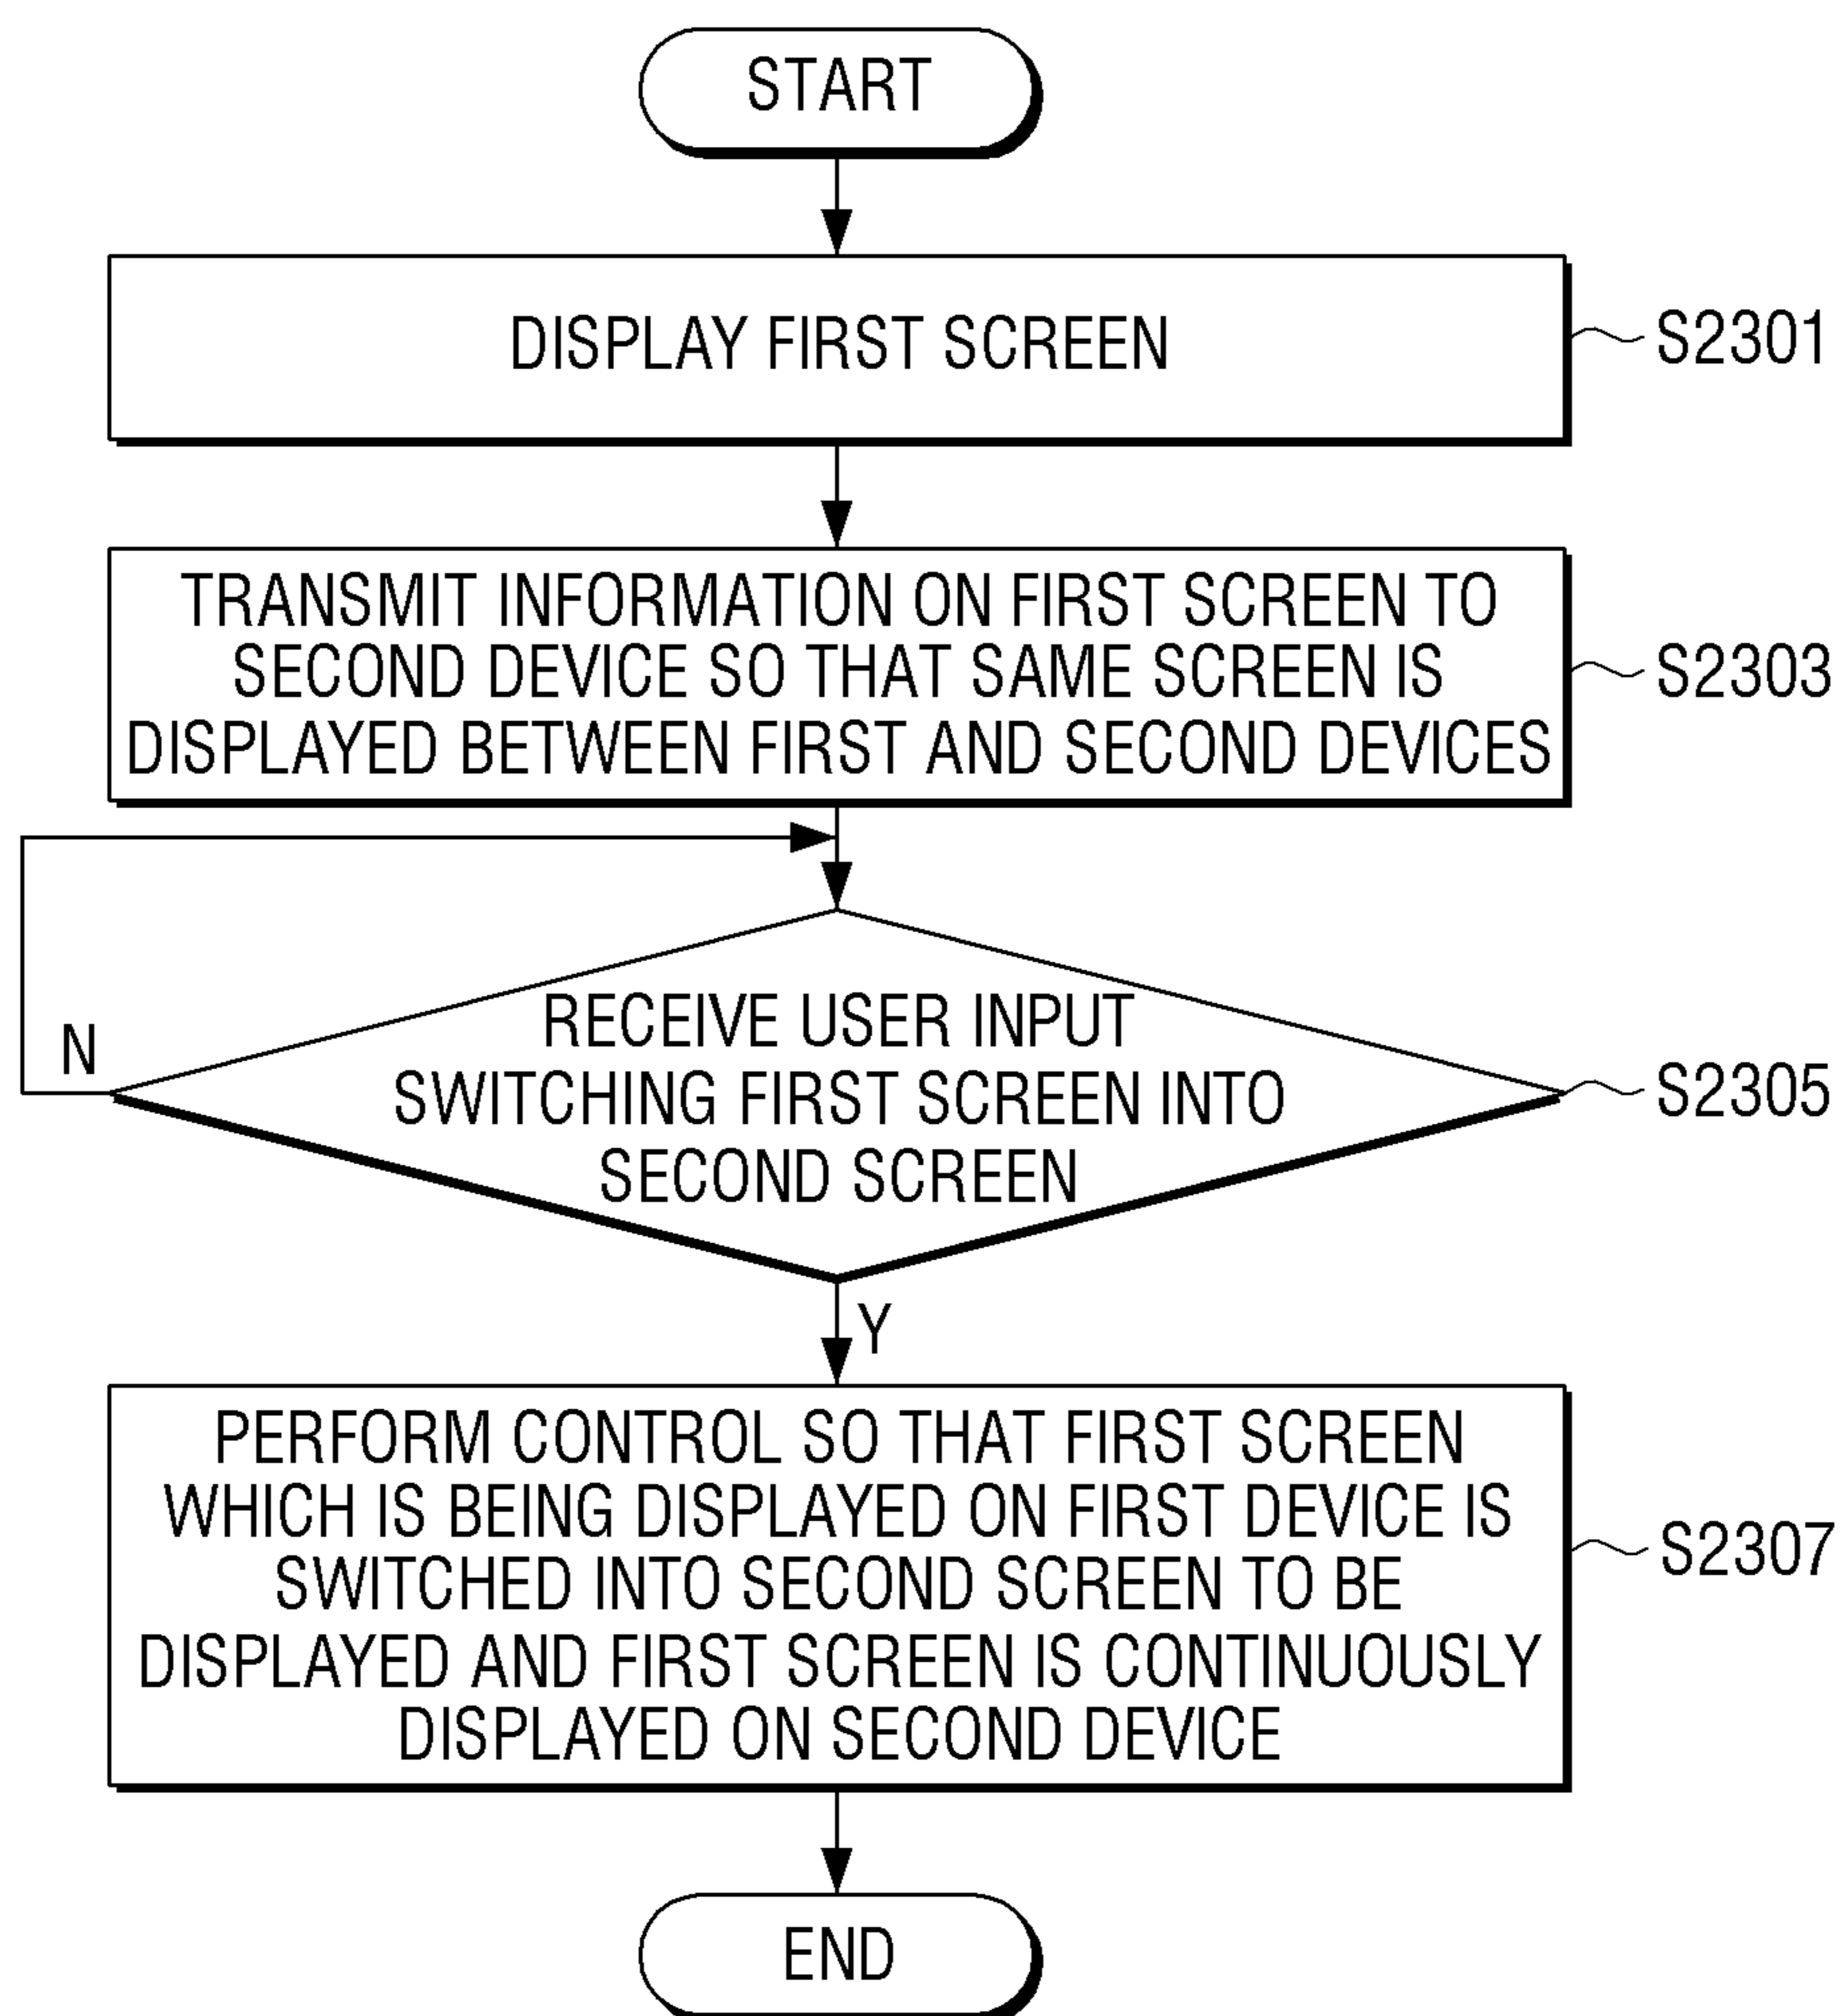 START
DISPLAY FIRST SCREEN
S2301
TRANSMIT INFORMATION ON FIRST SCREEN TO
SECOND DEVICE SO THAT SAME SCREEN IS
DISPLAYED BETWEEN FIRST AND SECOND DEVICES
S2303
RECEIVE USER INPUT
SWITCHING FIRST SCREEN INTO
SECOND SCREEN
S2305
N
Y
PERFORM CONTROL SO THAT FIRST SCREEN
WHICH IS BEING DISPLAYED ON FIRST DEVICE IS
SWITCHED INTO SECOND SCREEN TO BE
DISPLAYED AND FIRST SCREEN IS CONTINUOUSLY
DISPLAYED ON SECOND DEVICE
S2307
END